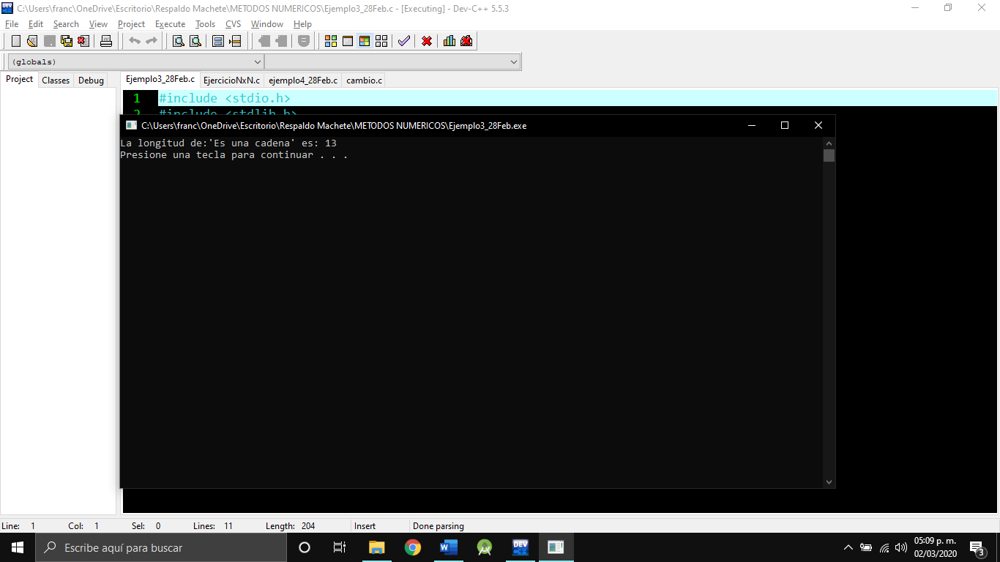 C:\Users\franc\OneDrive\Escritorio\Respaldo Machete\METODOS NUMERICOS\Ejemplo3_28Feb.c - [Executing] - Dev-C++ 5.5.3
File Edit Search View Project Execute Tools CVS Window Help
(globals)
Project Classes Debug
Ejemplo3_28Feb.c EjercicioNxN.c ejemplo4_28Feb.c cambio.c
1 #include <stdio.h>
2 #include <stdlib.h>
C:\Users\franc\OneDrive\Escritorio\Respaldo Machete\METODOS NUMERICOS\Ejemplo3_28Feb.exe
La longitud de:'Es una cadena' es: 13
Presione una tecla para continuar . . .
Line: 1 Col: 1 Sel: 0 Lines: 11 Length: 204 Insert Done parsing
Escribe aquí para buscar
05:09 p. m.
02/03/2020
3